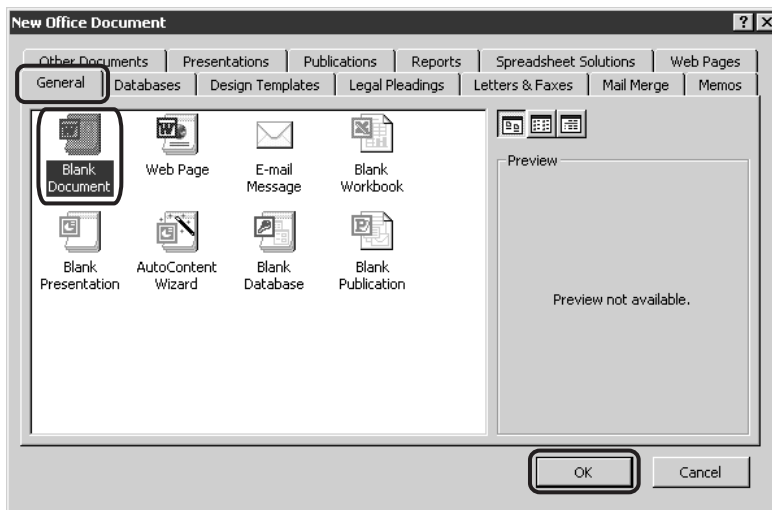 New Office Document
Other Documents Presentations Publications Reports Spreadsheet Solutions Web Pages
General Databases Design Templates Legal Pleadings Letters & Faxes Mail Merge Memos
Blank Document
Web Page
E-mail Message
Blank Workbook
Blank Presentation
AutoContent Wizard
Blank Database
Blank Publication
Preview
Preview not available.
OK Cancel